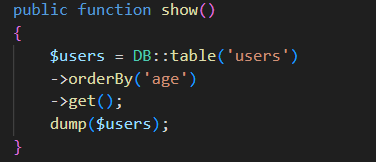 public function show()
{
    $users = DB::table('users')
    ->orderBy('age')
    ->get();
    dump($users);
}